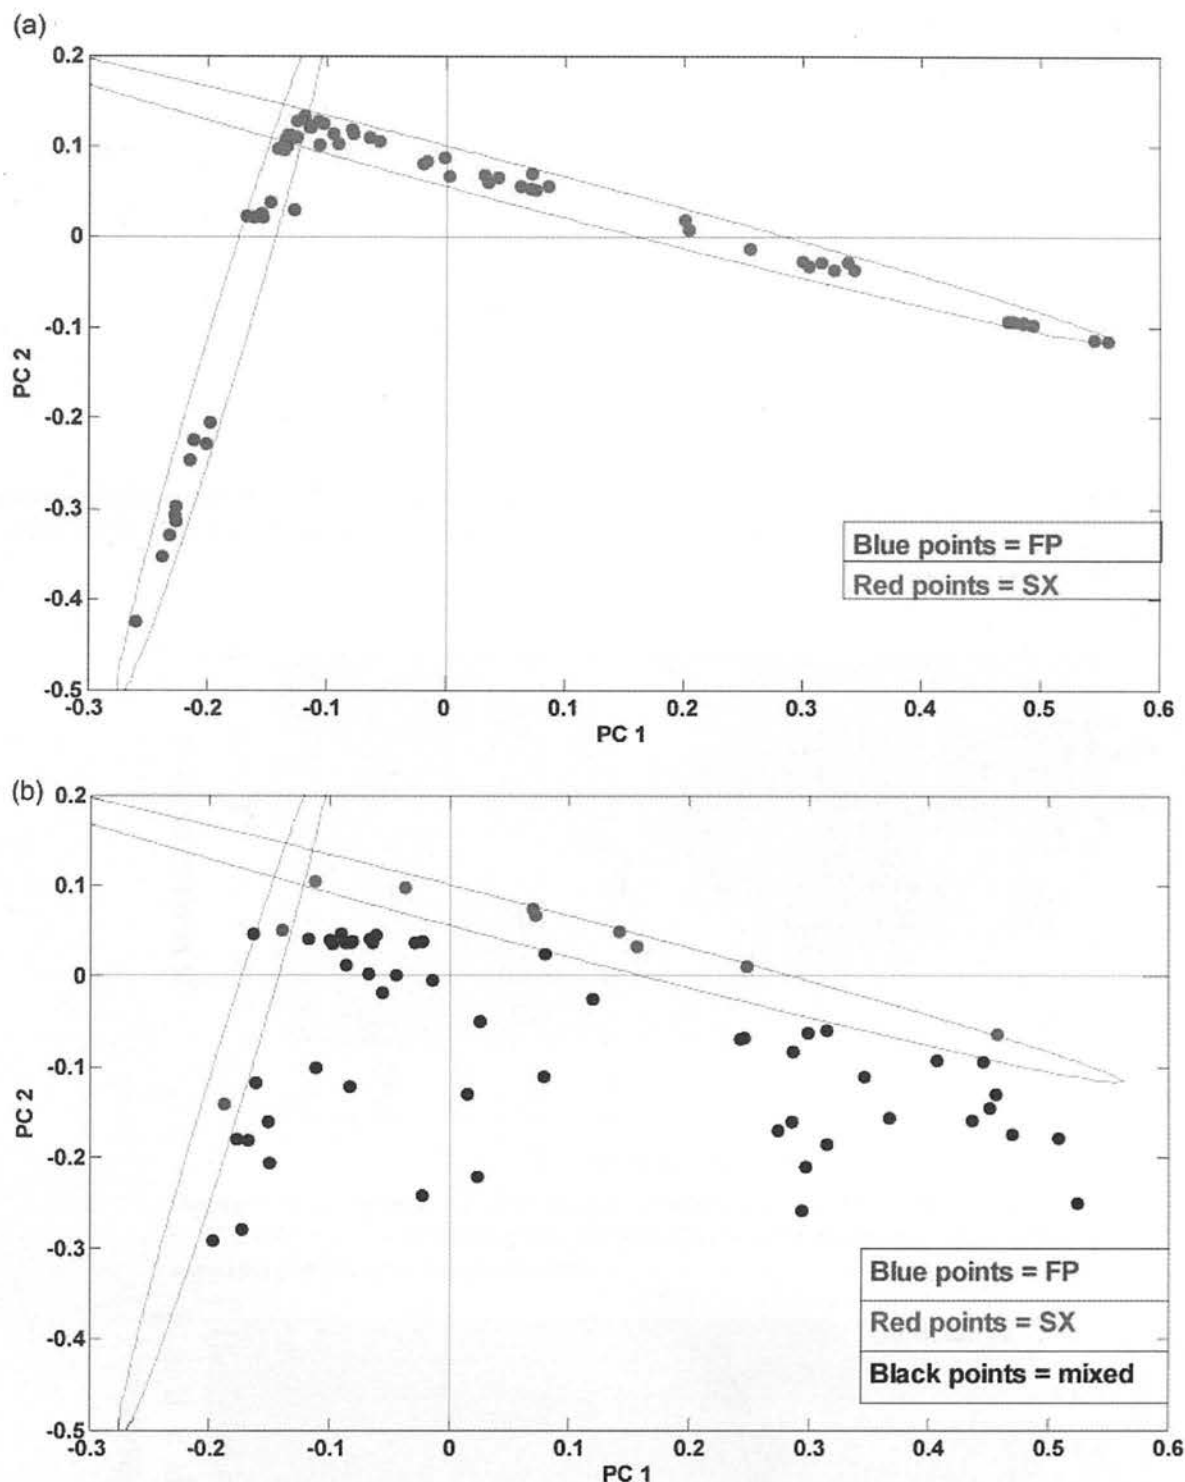 (a)
0.2
0.1
0
-0.1
-0.2
-0.3
-0.4
-0.5
PC 2
-0.3 -0.2 -0.1 0 0.1 0.2 0.3 0.4 0.5 0.6
PC 1
Blue points = FP
Red points = SX
(b)
0.2
0.1
0
-0.1
-0.2
-0.3
-0.4
-0.5
PC 2
-0.3 -0.2 -0.1 0 0.1 0.2 0.3 0.4 0.5 0.6
PC 1
Blue points = FP
Red points = SX
Black points = mixed